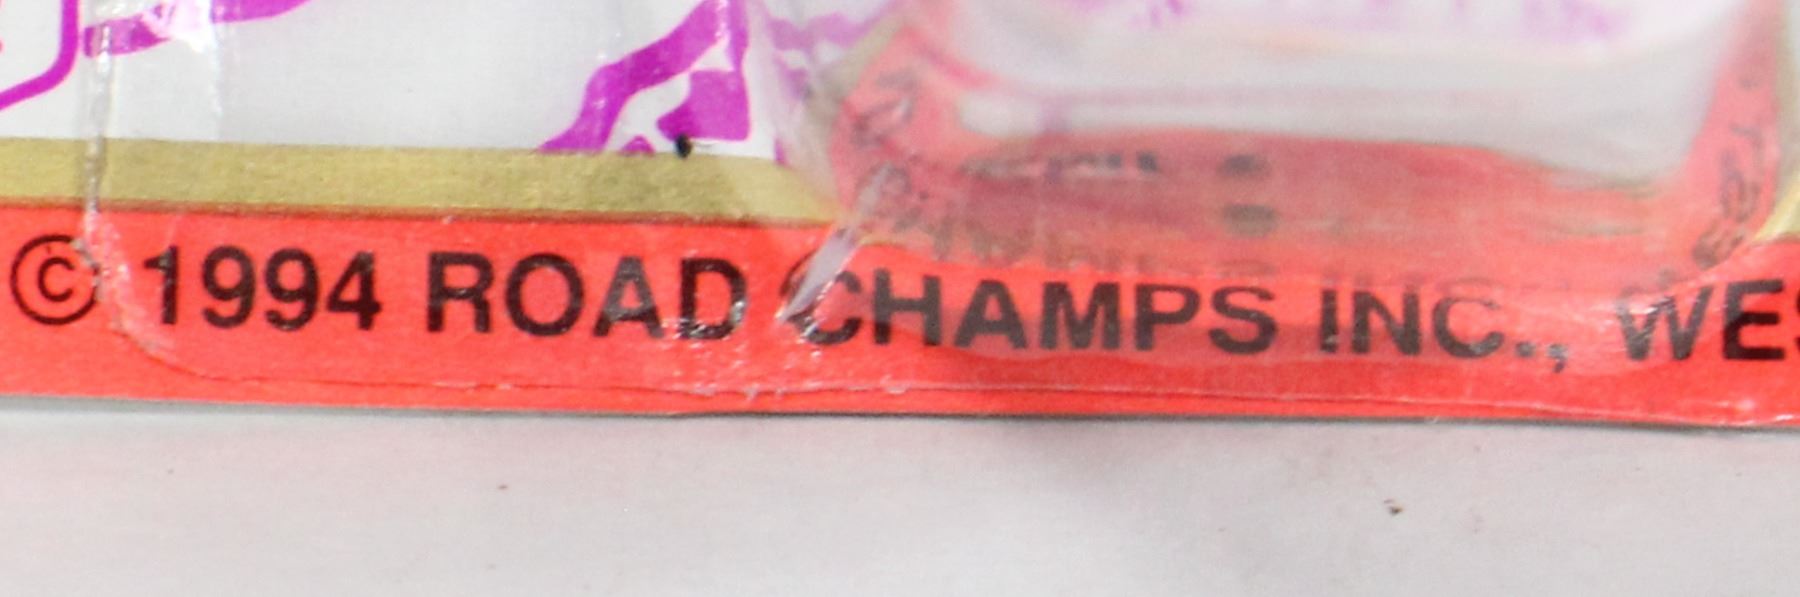 © 1994 ROAD CHAMPS INC., WES